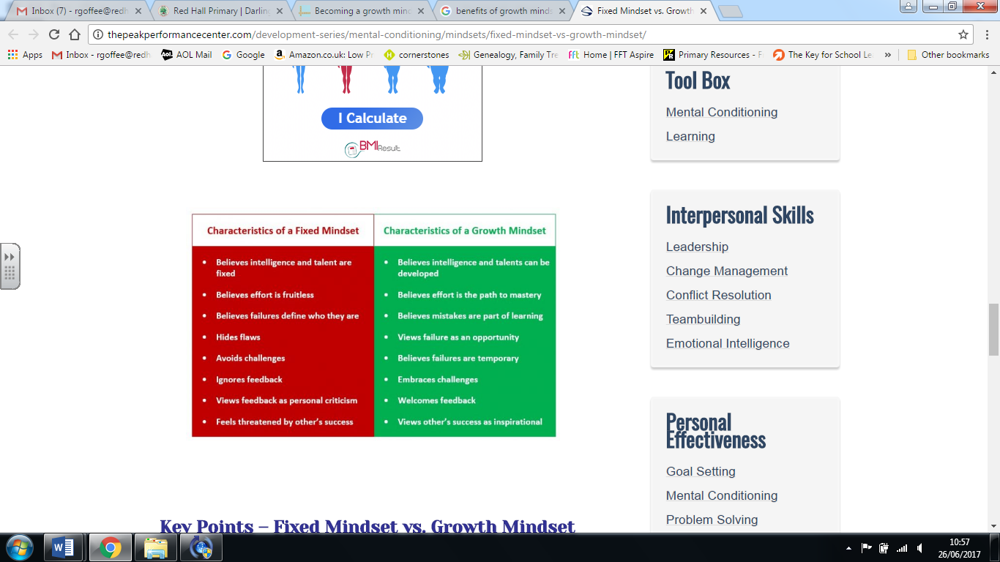 Inbox (7) - rgoffee@redh
Red Hall Primary | Darling
Becoming a growth mind
benefits of growth minds
Fixed Mindset vs. Growth
thepeakperformancecenter.com/development-series/mental-conditioning/mindsets/fixed-mindset-vs-growth-mindset/
Apps
Inbox - rgoffee@redh
Aol.
AOL Mail
Google
Amazon.co.uk: Low Pr
cornerstones
Genealogy, Family Tre
fft
Home | FFT Aspire
Primary Resources - F
The Key for School Le
»
Other bookmarks
I Calculate
BMIResult
Characteristics of a Fixed Mindset
• Believes intelligence and talent are
fixed
• Believes effort is fruitless
• Believes failures define who they are
• Hides flaws
• Avoids challenges
• Ignores feedback
• Views feedback as personal criticism
• Feels threatened by other's success
Characteristics of a Growth Mindset
• Believes intelligence and talents can be
developed
• Believes effort is the path to mastery
• Believes mistakes are part of learning
• Views failure as an opportunity
• Believes failures are temporary
• Embraces challenges
• Welcomes feedback
• Views other's success as inspirational
Key Points – Fixed Mindset vs. Growth Mindset
Tool Box
Mental Conditioning
Learning
Interpersonal Skills
Leadership
Change Management
Conflict Resolution
Teambuilding
Emotional Intelligence
Personal
Effectiveness
Goal Setting
Mental Conditioning
Problem Solving
10:57
26/06/2017